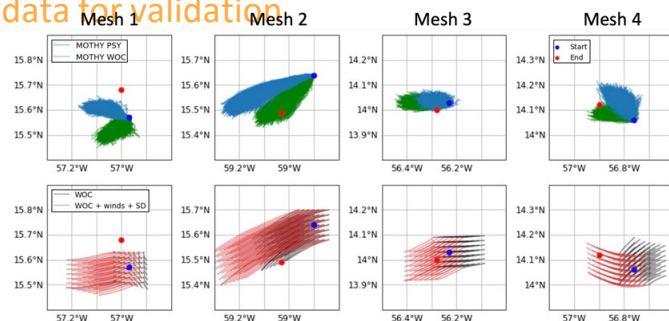 data for validation
Mesh 1
Mesh 2
Mesh 3
Mesh 4
MOTHY PSY
MOTHY WOC
Start
End
15.8°N
15.7°N
15.6°N
15.5°N
57.2°W 57°W
15.7°N
15.6°N
15.5°N
15.4°N
59.2°W 59°W
14.2°N
14.1°N
14°N
13.9°N
56.4°W 56.2°W
14.3°N
14.2°N
14.1°N
14°N
57°W 56.8°W
WOC
WOC + winds + SD
15.8°N
15.7°N
15.6°N
15.5°N
57.2°W 57°W
15.7°N
15.6°N
15.5°N
15.4°N
59.2°W 59°W
14.2°N
14.1°N
14°N
13.9°N
56.4°W 56.2°W
14.3°N
14.2°N
14.1°N
14°N
57°W 56.8°W